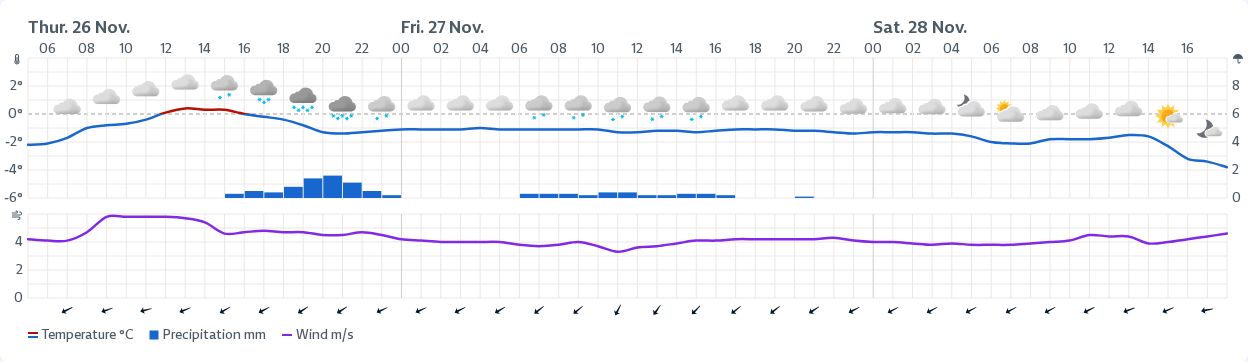 Thur. 26 Nov. Fri. 27 Nov. Sat. 28 Nov.
06 08 10 12 14 16 18 20 22 00 02 04 06 08 10 12 14 16 18 20 22 00 02 04 06 08 10 12 14 16
2° 8
0° 6
-2° 4
-4° 2
-6° 0
m/s
4
2
0
Temperature °C Precipitation mm Wind m/s